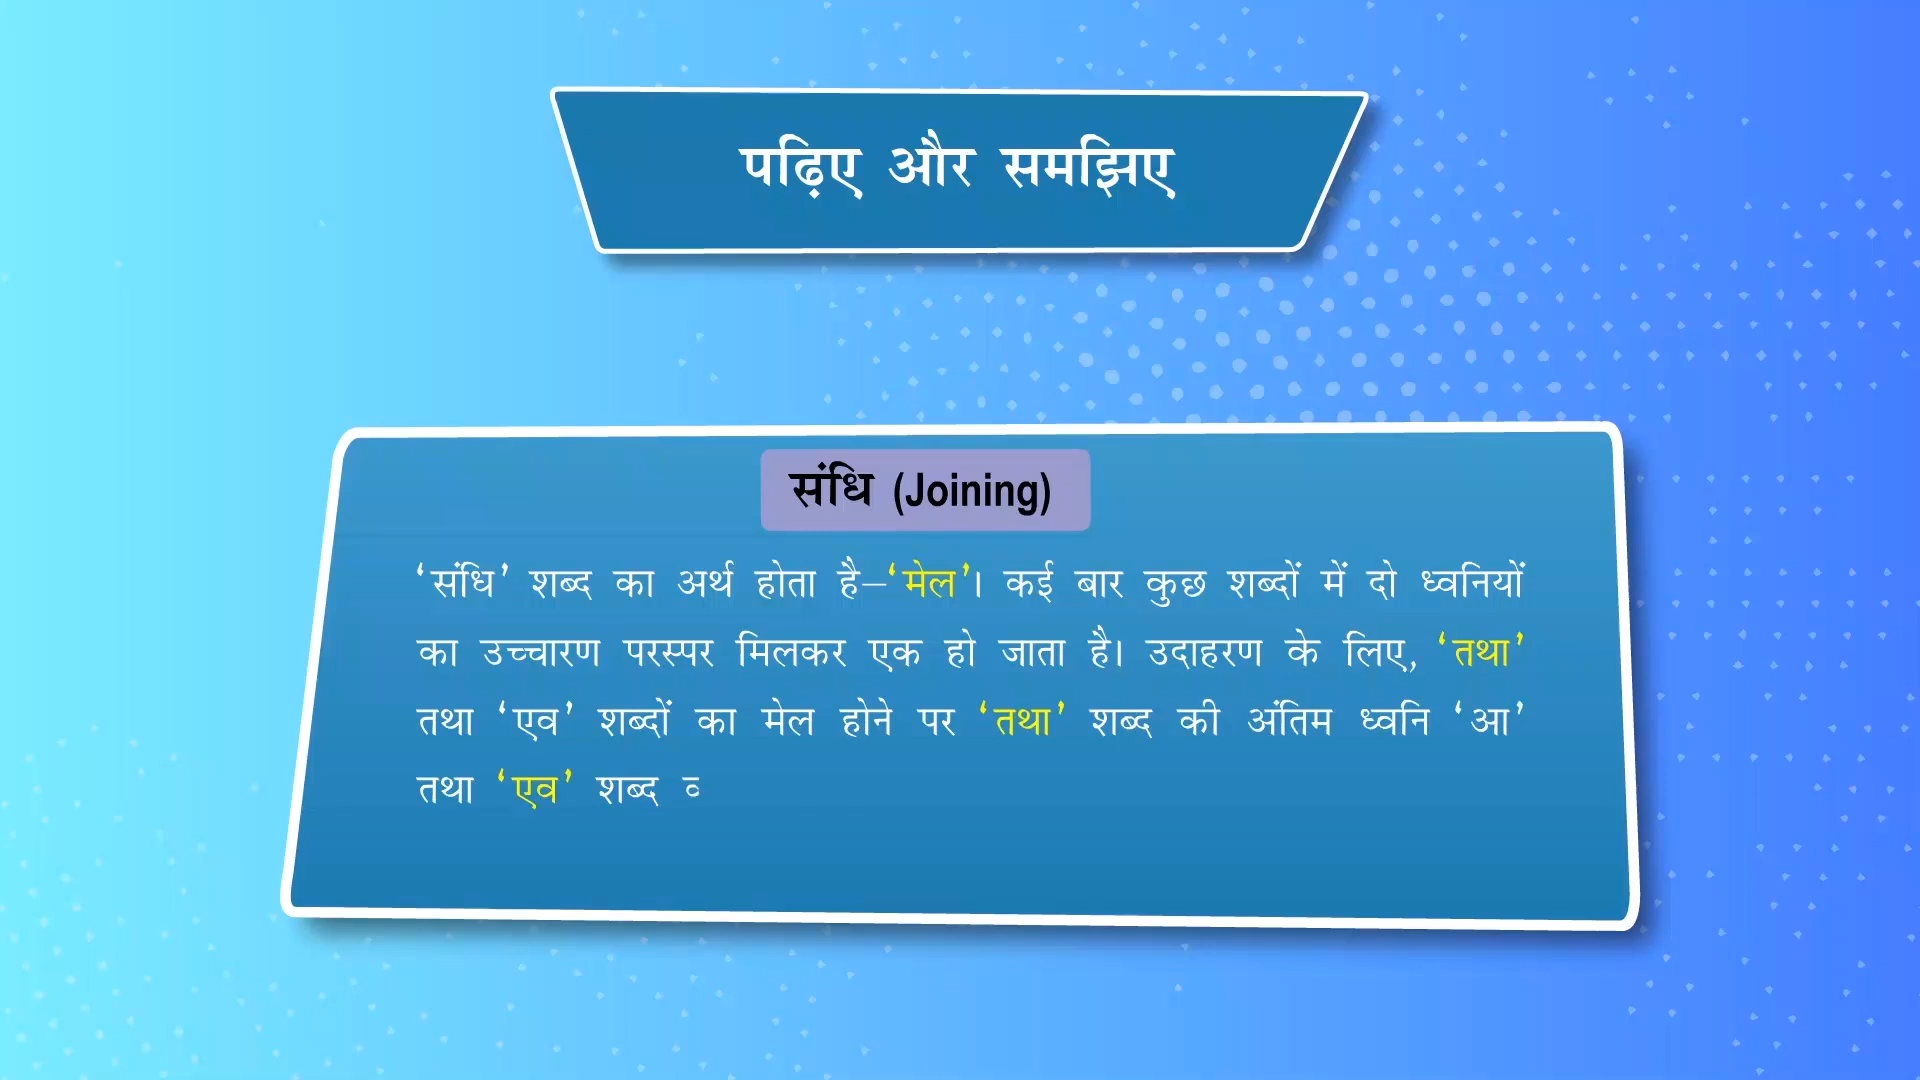 पढ़िए और समझिए
संधि (Joining)
‘संधि’ शब्द का अर्थ होता है–‘मेल’। कई बार कुछ शब्दों में दो ध्वनियों
का उच्चारण परस्पर मिलकर एक हो जाता है। उदाहरण के लिए, ‘तथा’
तथा ‘एव’ शब्दों का मेल होने पर ‘तथा’ शब्द की अंतिम ध्वनि ‘आ’
तथा ‘एव’ शब्द